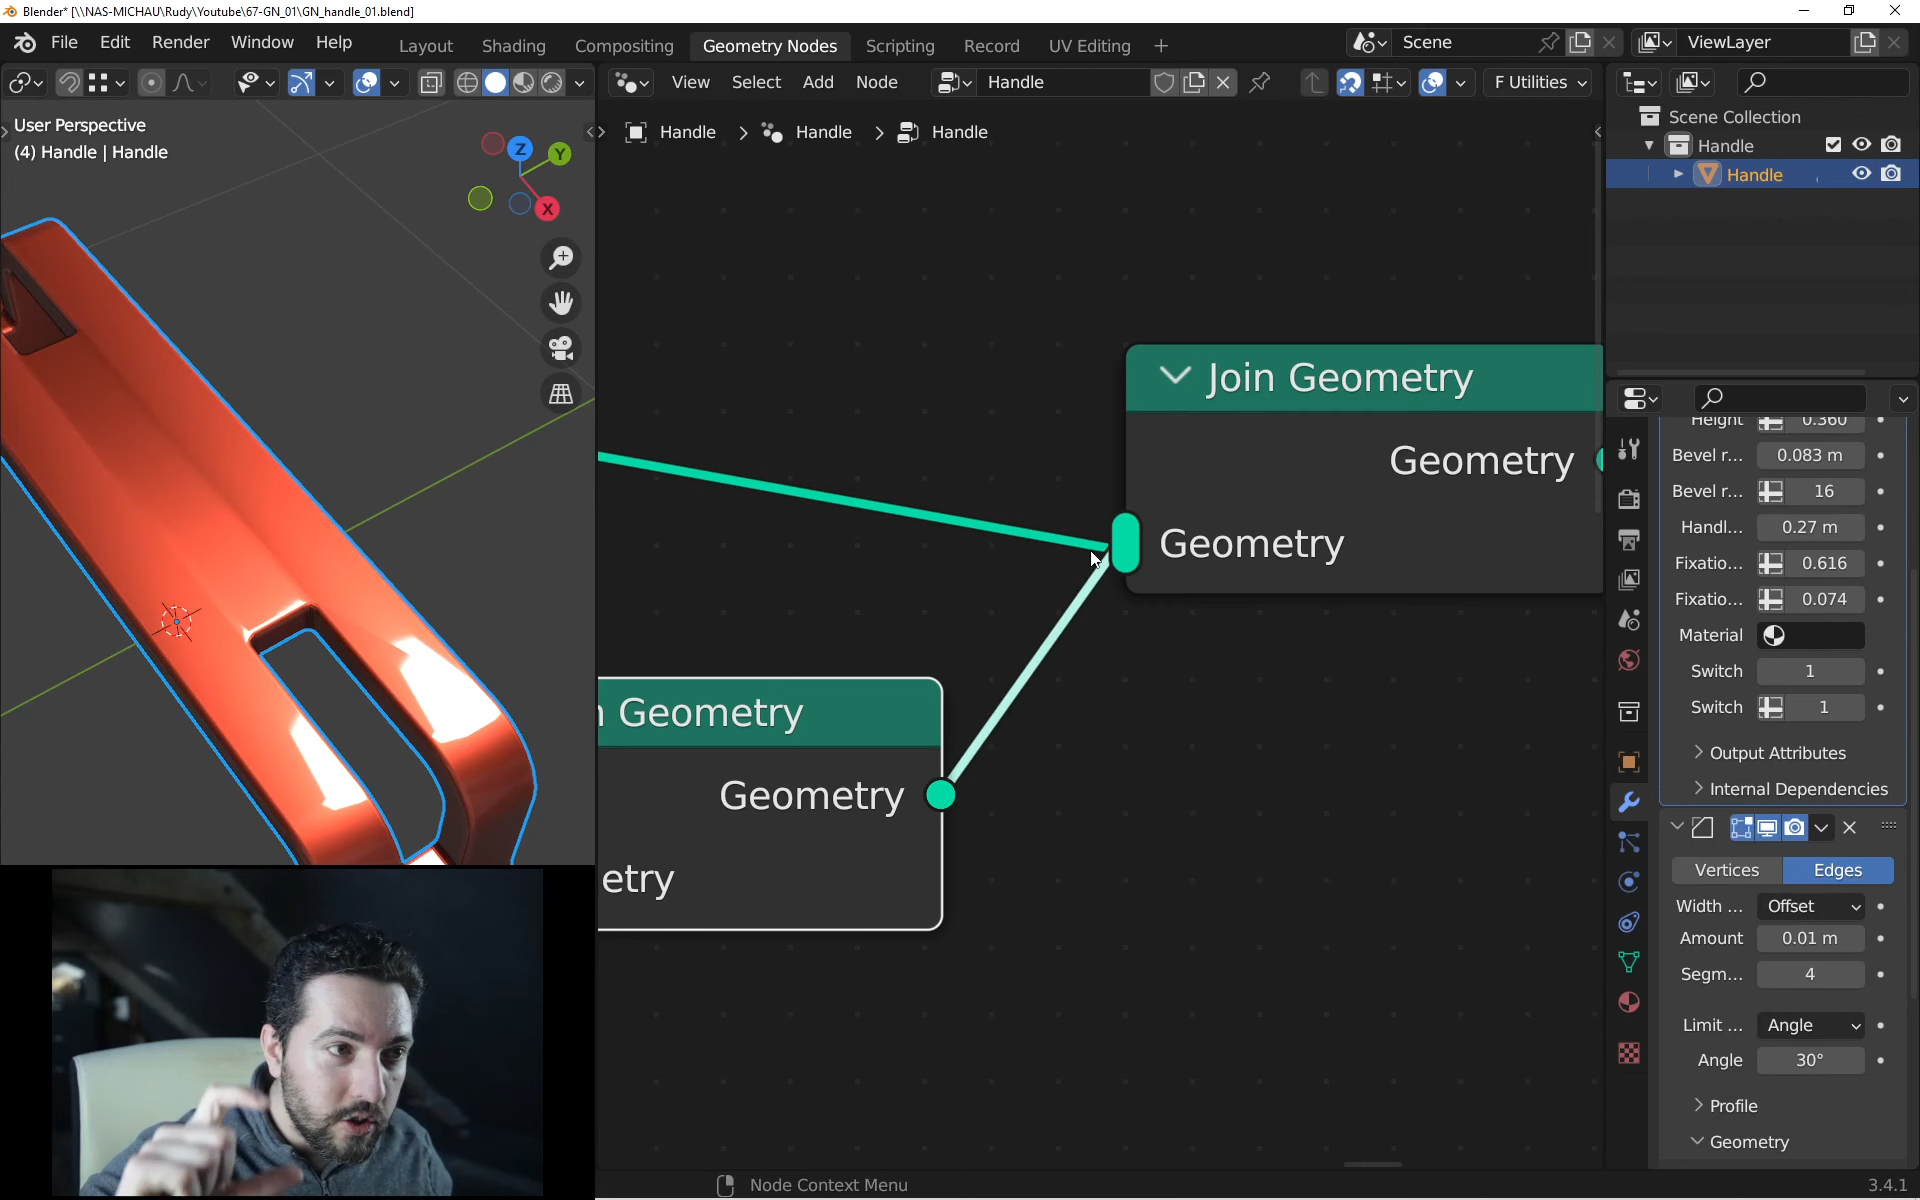 Blender* [\\NAS-MICHAU\Rudy\Youtube\67-GN_01\GN_handle_01.blend]
File Edit Render Window Help Layout Shading Compositing Geometry Nodes Scripting Record UV Editing + Scene ViewLayer
View Select Add Node Handle F Utilities
User Perspective
(4) Handle | Handle
Z Y X
Handle > Handle > Handle
Scene Collection
Handle
Handle
Join Geometry
Geometry
Geometry
Geometry
Geometry
etry
Height 0.360
Bevel r... 0.083 m
Bevel r... 16
Handl... 0.27 m
Fixatio... 0.616
Fixatio... 0.074
Material
Switch 1
Switch 1
> Output Attributes
> Internal Dependencies
Vertices Edges
Width ... Offset
Amount 0.01 m
Segm... 4
Limit ... Angle
Angle 30°
> Profile
Geometry
Node Context Menu
3.4.1